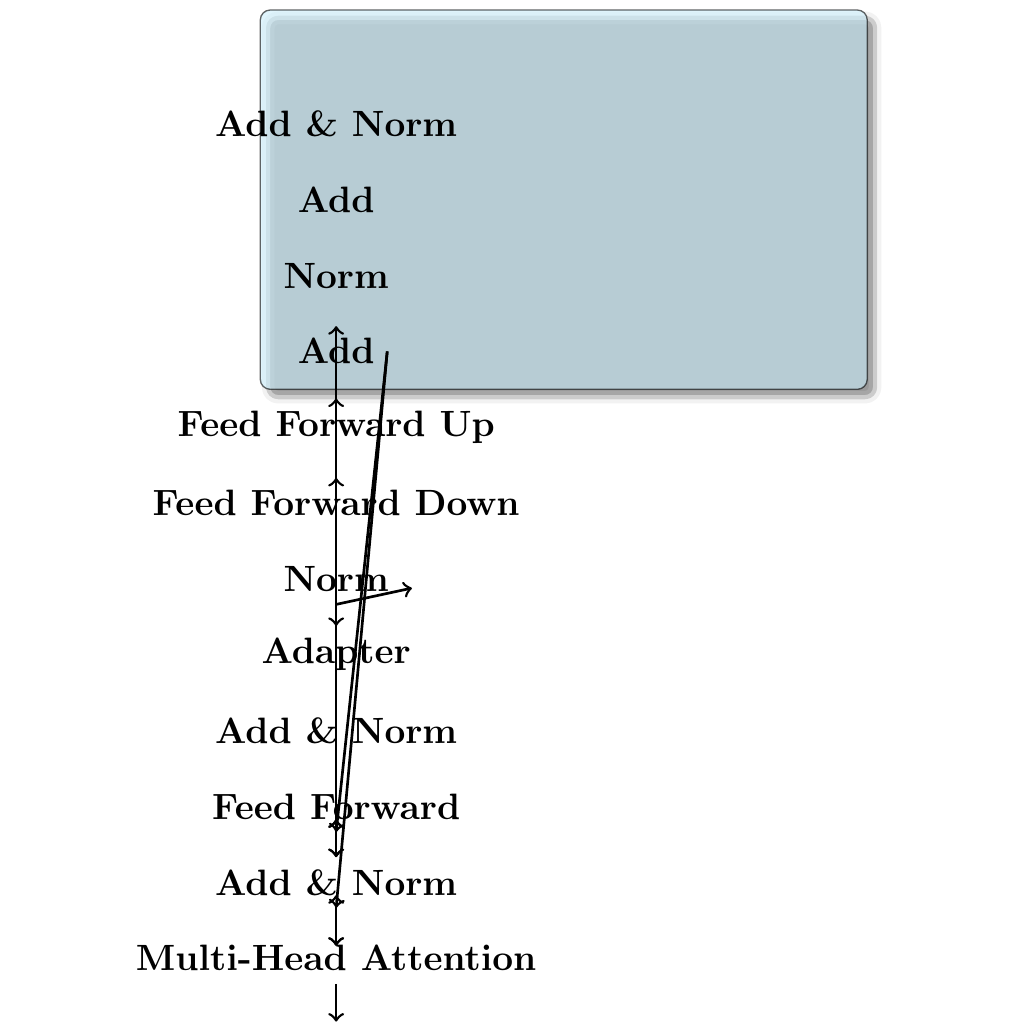 Add & Norm
Add
Norm
Add
Feed Forward Up
Feed Forward Down
Norm
Adapter
Add & Norm
Feed Forward
Add & Norm
Multi-Head Attention